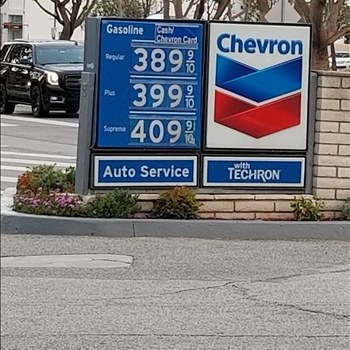 Gasoline Cash/
Chevron Card
Regular 389 9/10
Plus 399 9/10
Supreme 409 9/10
Chevron
Auto Service
with
TECHRON